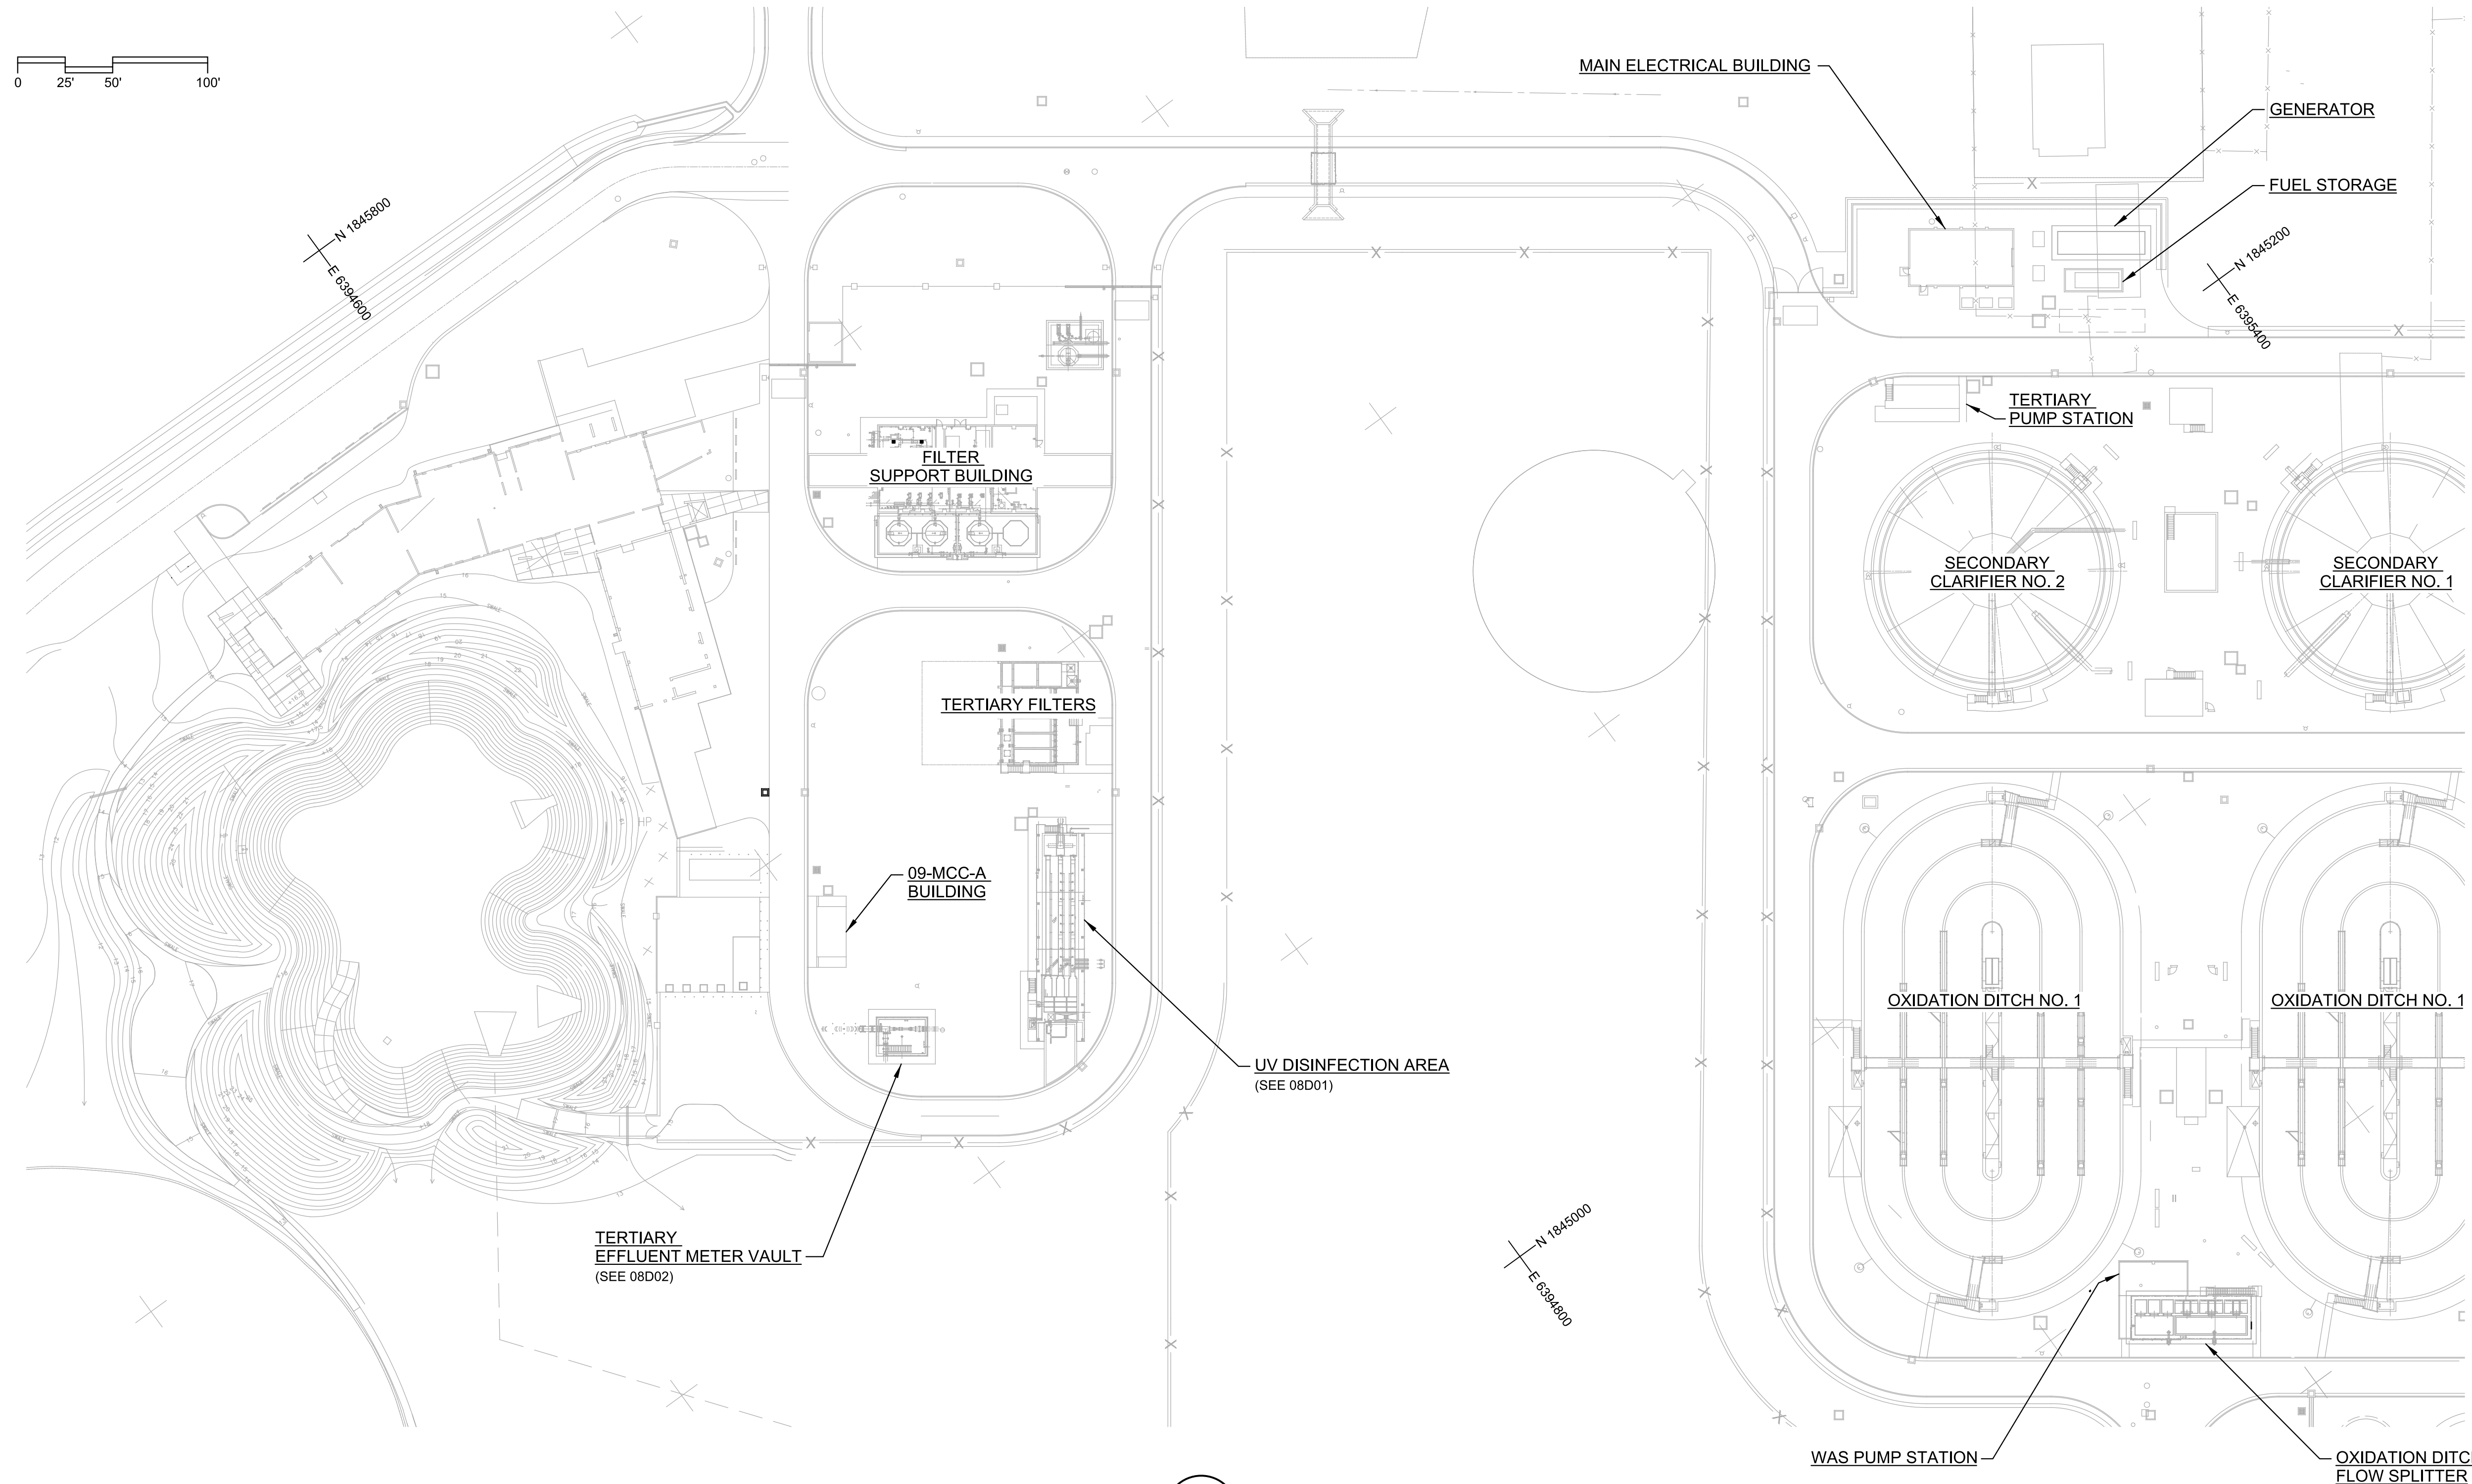 0 25' 50' 100'
MAIN ELECTRICAL BUILDING
GENERATOR
FUEL STORAGE
N 1845800
E 6394600
N 1845200
E 6395400
TERTIARY
PUMP STATION
FILTER
SUPPORT BUILDING
SECONDARY
CLARIFIER NO. 2
SECONDARY
CLARIFIER NO. 1
TERTIARY FILTERS
09-MCC-A
BUILDING
HP
OXIDATION DITCH NO. 1
OXIDATION DITCH NO. 1
UV DISINFECTION AREA
(SEE 08D01)
TERTIARY
EFFLUENT METER VAULT
(SEE 08D02)
N 1845000
E 6394800
WAS PUMP STATION
OXIDATION DITC
FLOW SPLITTER